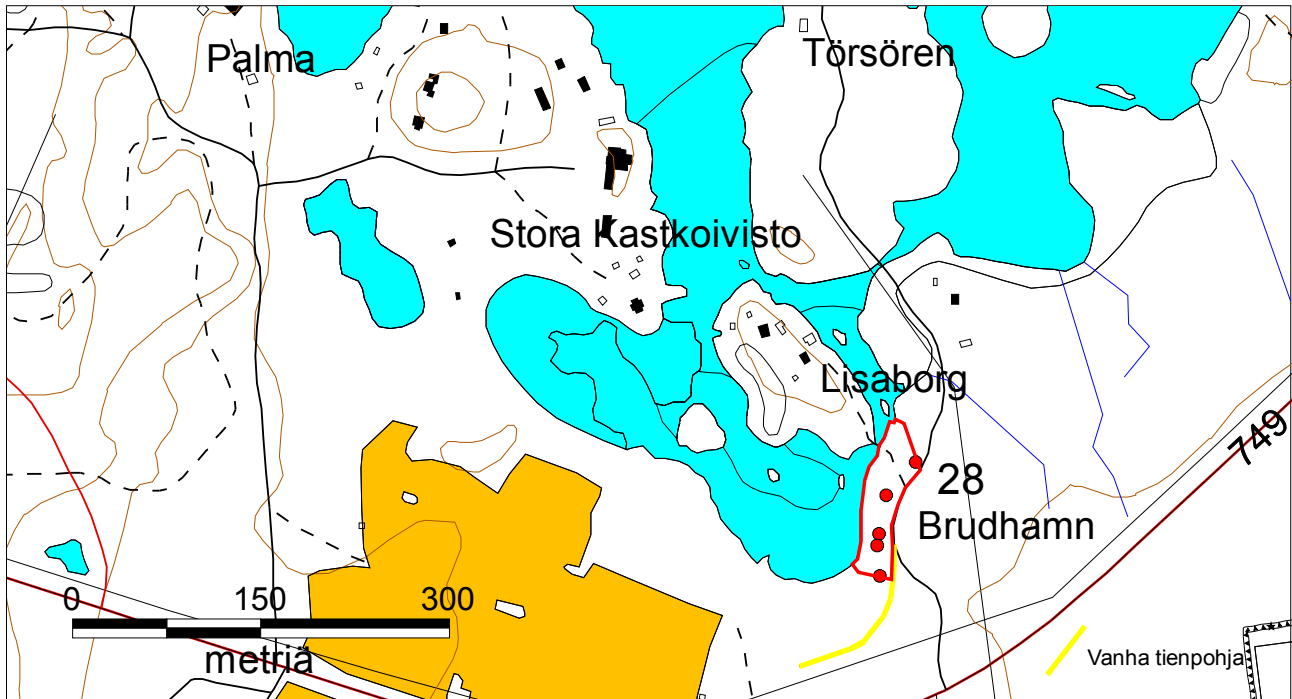 Palma
Törsören
Stora Kastkoivisto
Lisaborg
749
28
Brudhamn
0 150 300
metriä
Vanha tienpohja